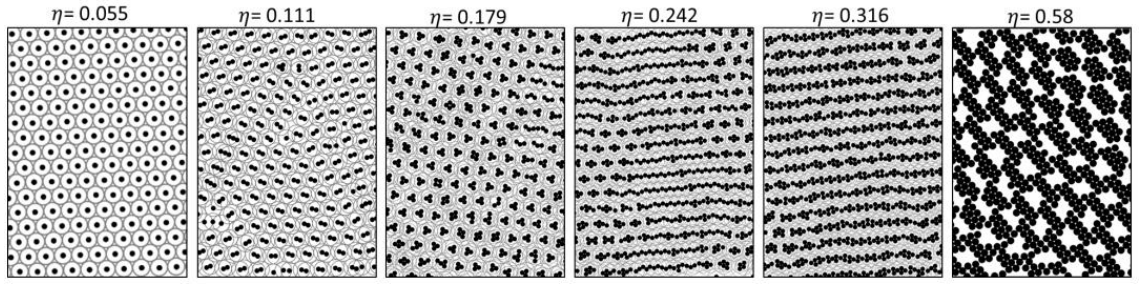 η= 0.055
η= 0.111
η= 0.179
η= 0.242
η= 0.316
η= 0.58